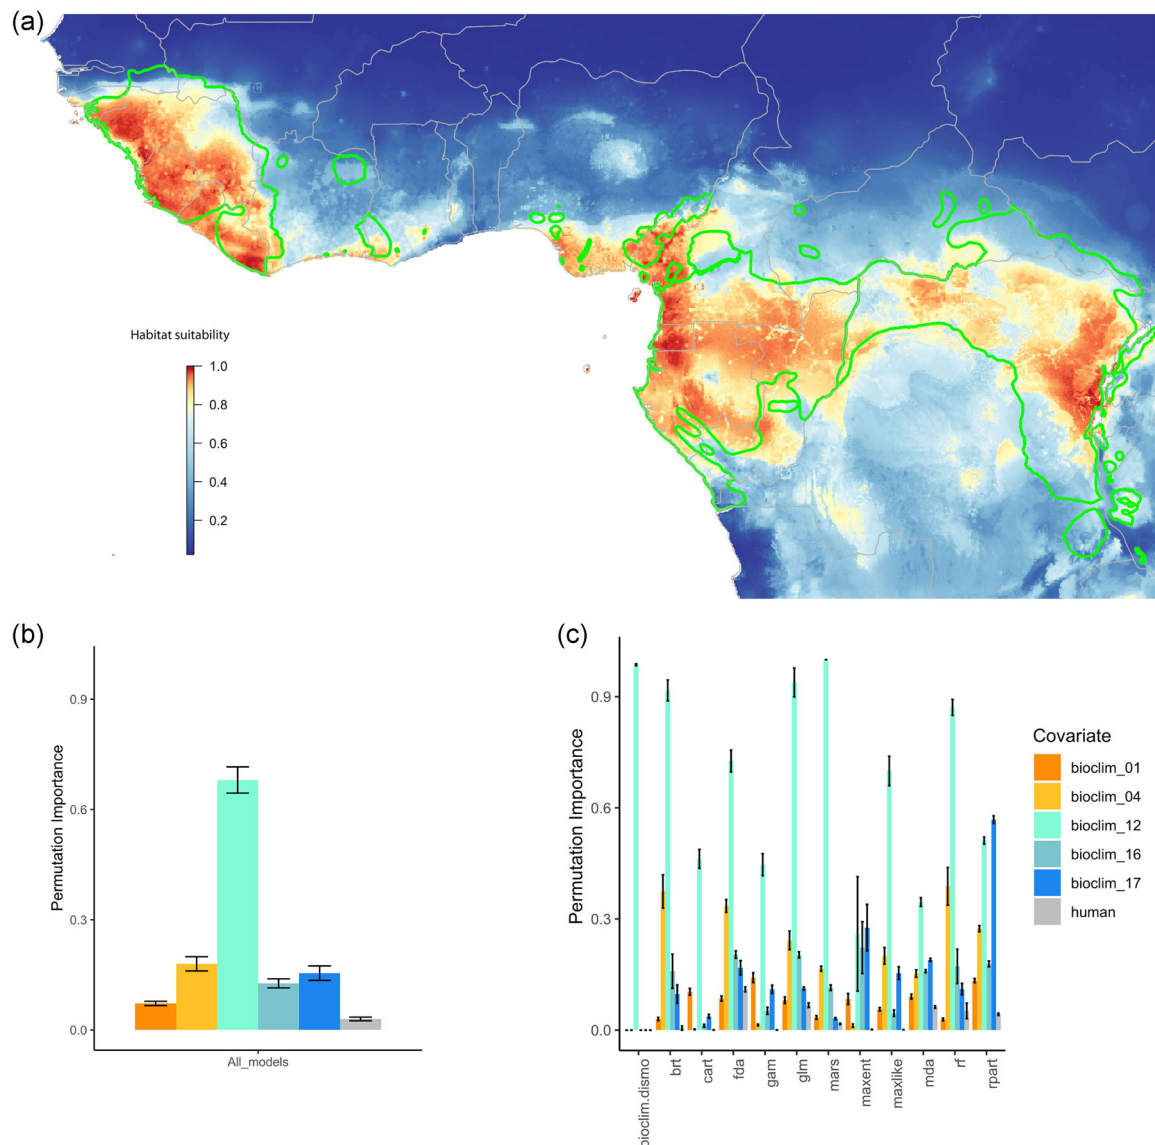 (a)
Habitat suitability
1.0
0.8
0.6
0.4
0.2
(b)
Permutation Importance
0.9
0.6
0.3
0.0
All_models
(c)
Permutation Importance
0.9
0.6
0.3
0.0
bioclim.dismo
brt
cart
fda
gam
glm
mars
maxent
maxlike
mda
rf
rpart
Covariate
bioclim_01
bioclim_04
bioclim_12
bioclim_16
bioclim_17
human